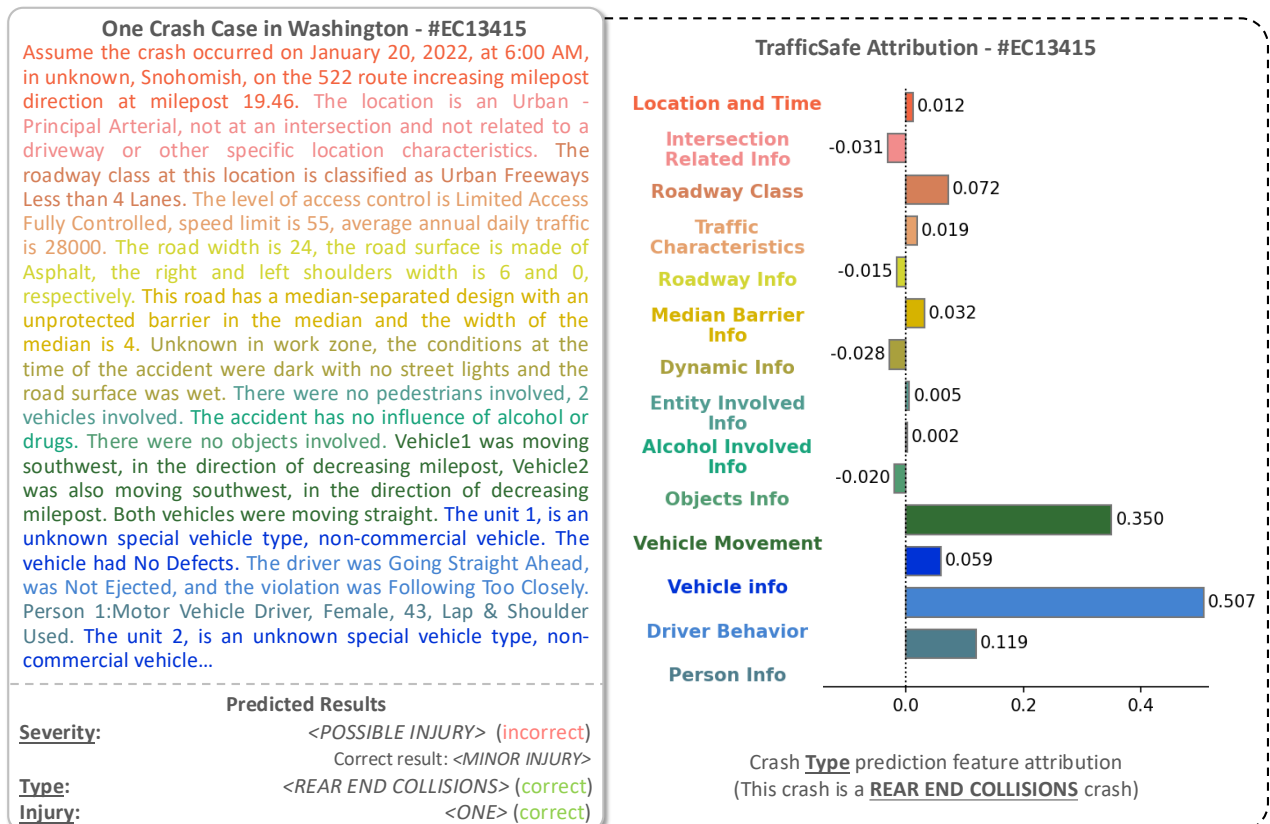 One Crash Case in Washington - #EC13415
Assume the crash occurred on January 20, 2022, at 6:00 AM,
in unknown, Snohomish, on the 522 route increasing milepost
direction at milepost 19.46. The location is an Urban -
Principal Arterial, not at an intersection and not related to a
driveway or other specific location characteristics. The
roadway class at this location is classified as Urban Freeways
Less than 4 Lanes. The level of access control is Limited Access
Fully Controlled, speed limit is 55, average annual daily traffic
is 28000. The road width is 24, the road surface is made of
Asphalt, the right and left shoulders width is 6 and 0,
respectively. This road has a median-separated design with an
unprotected barrier in the median and the width of the
median is 4. Unknown in work zone, the conditions at the
time of the accident were dark with no street lights and the
road surface was wet. There were no pedestrians involved, 2
vehicles involved. The accident has no influence of alcohol or
drugs. There were no objects involved. Vehicle1 was moving
southwest, in the direction of decreasing milepost, Vehicle2
was also moving southwest, in the direction of decreasing
milepost. Both vehicles were moving straight. The unit 1, is an
unknown special vehicle type, non-commercial vehicle. The
vehicle had No Defects. The driver was Going Straight Ahead,
was Not Ejected, and the violation was Following Too Closely.
Person 1:Motor Vehicle Driver, Female, 43, Lap & Shoulder
Used. The unit 2, is an unknown special vehicle type, non-
commercial vehicle...
Predicted Results
Severity: <POSSIBLE INJURY> (incorrect)
Correct result: <MINOR INJURY>
Type: <REAR END COLLISIONS> (correct)
Injury: <ONE> (correct)
TrafficSafe Attribution - #EC13415
Location and Time 0.012
Intersection
Related Info -0.031
Roadway Class 0.072
Traffic
Characteristics 0.019
Roadway Info -0.015
Median Barrier
Info 0.032
Dynamic Info -0.028
Entity Involved
Info 0.005
Alcohol Involved
Info 0.002
Objects Info -0.020
Vehicle Movement 0.350
Vehicle info 0.059
Driver Behavior 0.507
Person Info 0.119
0.0 0.2 0.4
Crash Type prediction feature attribution
(This crash is a REAR END COLLISIONS crash)